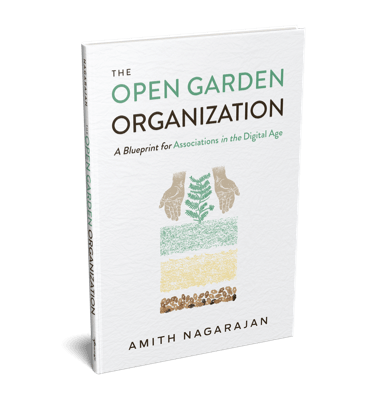 THE
OPEN GARDEN
ORGANIZATION
A Blueprint for Associations in the Digital Age
AMITH NAGARAJAN
NAGARAJAN
THE OPEN GARDEN ORGANIZATION